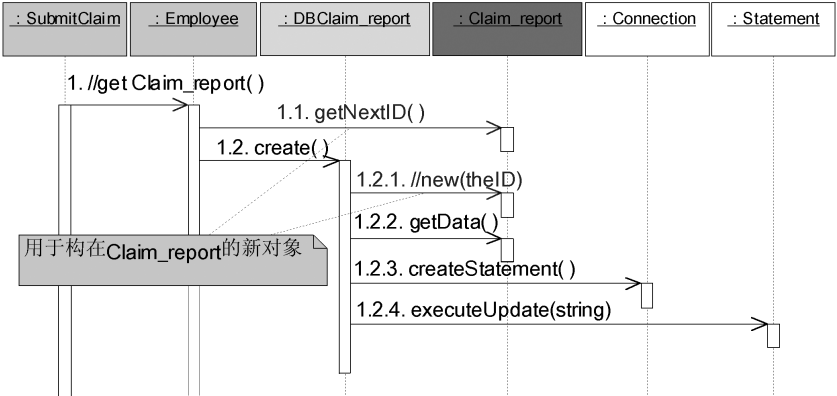 : SubmitClaim
: Employee
: DBClaim_report
: Claim_report
: Connection
: Statement
1. //get Claim_report( )
1.1. getNextID( )
1.2. create( )
1.2.1. //new(theID)
1.2.2. getData( )
用于构在Claim_report的新对象
1.2.3. createStatement( )
1.2.4. executeUpdate(string)